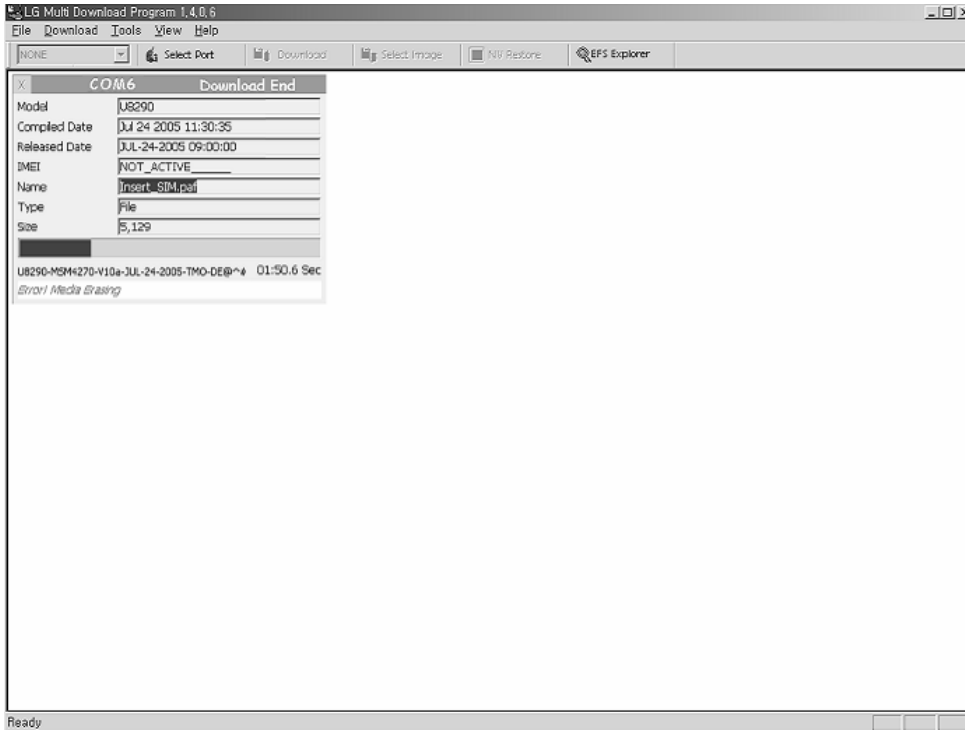 LG Multi Download Program 1,4,0,6
File Download Tools View Help
NONE Select Port Download Select Image NV Restore EFS Explorer
X COM6 Download End
Model U8290
Compiled Date Jul 24 2005 11:30:35
Released Date JUL-24-2005 09:00:00
IMEI NOT_ACTIVE______
Name Insert_SIM.paf
Type File
Size 5,129
U8290-MSM4270-V10a-JUL-24-2005-TMO-DE@^ 01:50.6 Sec
Error! Media Erasing
Ready